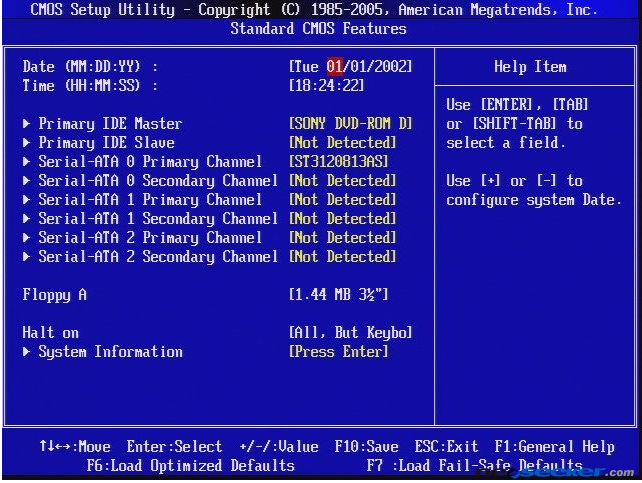 CMOS Setup Utility - Copyright (C) 1985-2005, American Megatrends, Inc.
Standard CMOS Features
Date (MM:DD:YY) : [Tue 01/01/2002]
Time (HH:MM:SS) : [18:24:22]
▶ Primary IDE Master [SONY DVD-ROM D]
▶ Primary IDE Slave [Not Detected]
▶ Serial-ATA 0 Primary Channel [ST3120813AS]
▶ Serial-ATA 0 Secondary Channel [Not Detected]
▶ Serial-ATA 1 Primary Channel [Not Detected]
▶ Serial-ATA 1 Secondary Channel [Not Detected]
▶ Serial-ATA 2 Primary Channel [Not Detected]
▶ Serial-ATA 2 Secondary Channel [Not Detected]
Floppy A [1.44 MB 3½"]
Halt on [All, But Keybo]
▶ System Information [Press Enter]
Help Item
Use [ENTER], [TAB]
or [SHIFT-TAB] to
select a field.
Use [+] or [-] to
configure system Date.
↑↓↔:Move Enter:Select +/-/:Value F10:Save ESC:Exit F1:General Help
F6:Load Optimized Defaults F7 :Load Fail-Safe Defaults